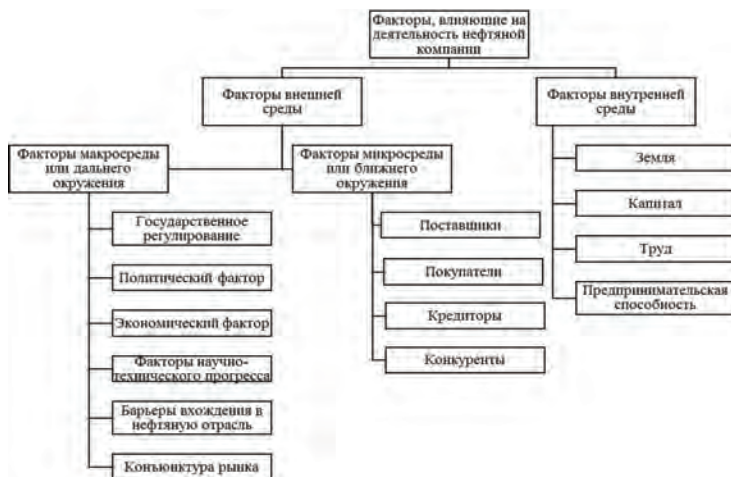 Факторы, влияющие на
деятельность нефтяной
компании
Факторы внешней
среды
Факторы внутренней
среды
Факторы макросреды
или дальнего
окружения
Факторы микросреды
или ближнего
окружения
Государственное
регулирование
Политический фактор
Экономический фактор
Факторы научно-
технического прогресса
Барьеры вхождения в
нефтяную отрасль
Конъюнктура рынка
Поставщики
Покупатели
Кредиторы
Конкуренты
Земля
Капитал
Труд
Предпринимательская
способность